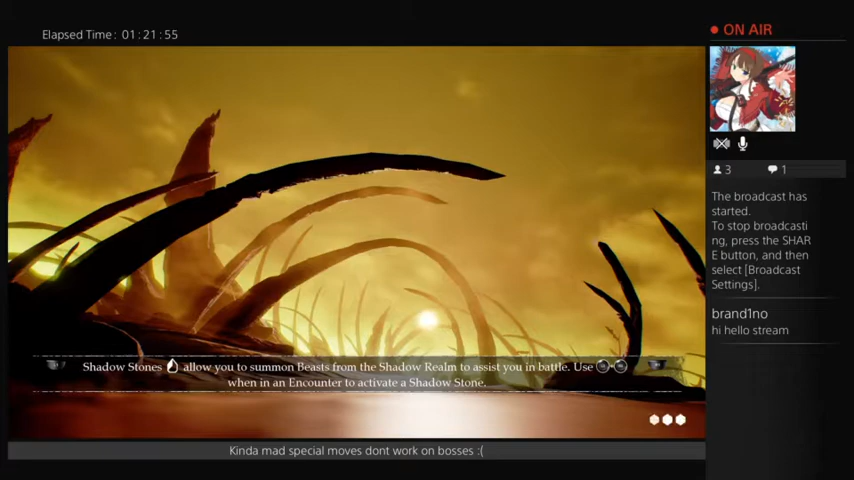 Elapsed Time: 01:21:55
ON AIR
3
1
The broadcast has
started.
To stop broadcasti
ng, press the SHAR
E button, and then
select [Broadcast
Settings].
brand1no
hi hello stream
Shadow Stones allow you to summon Beasts from the Shadow Realm to assist you in battle. Use
when in an Encounter to activate a Shadow Stone.
Kinda mad special moves dont work on bosses :(